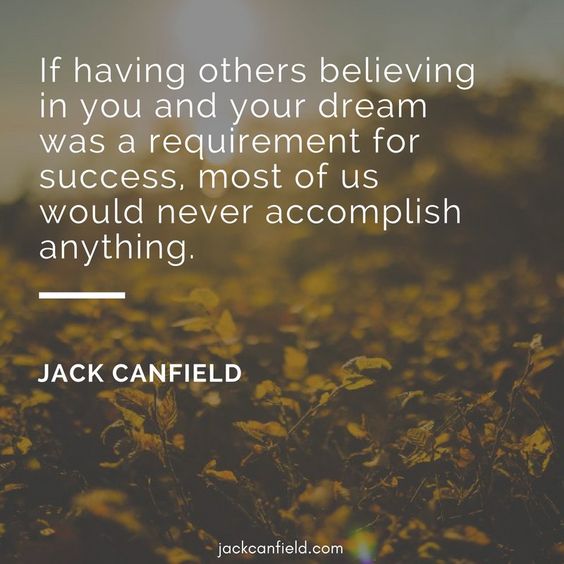 If having others believing
in you and your dream
was a requirement for
success, most of us
would never accomplish
anything.
JACK CANFIELD
jackcanfield.com